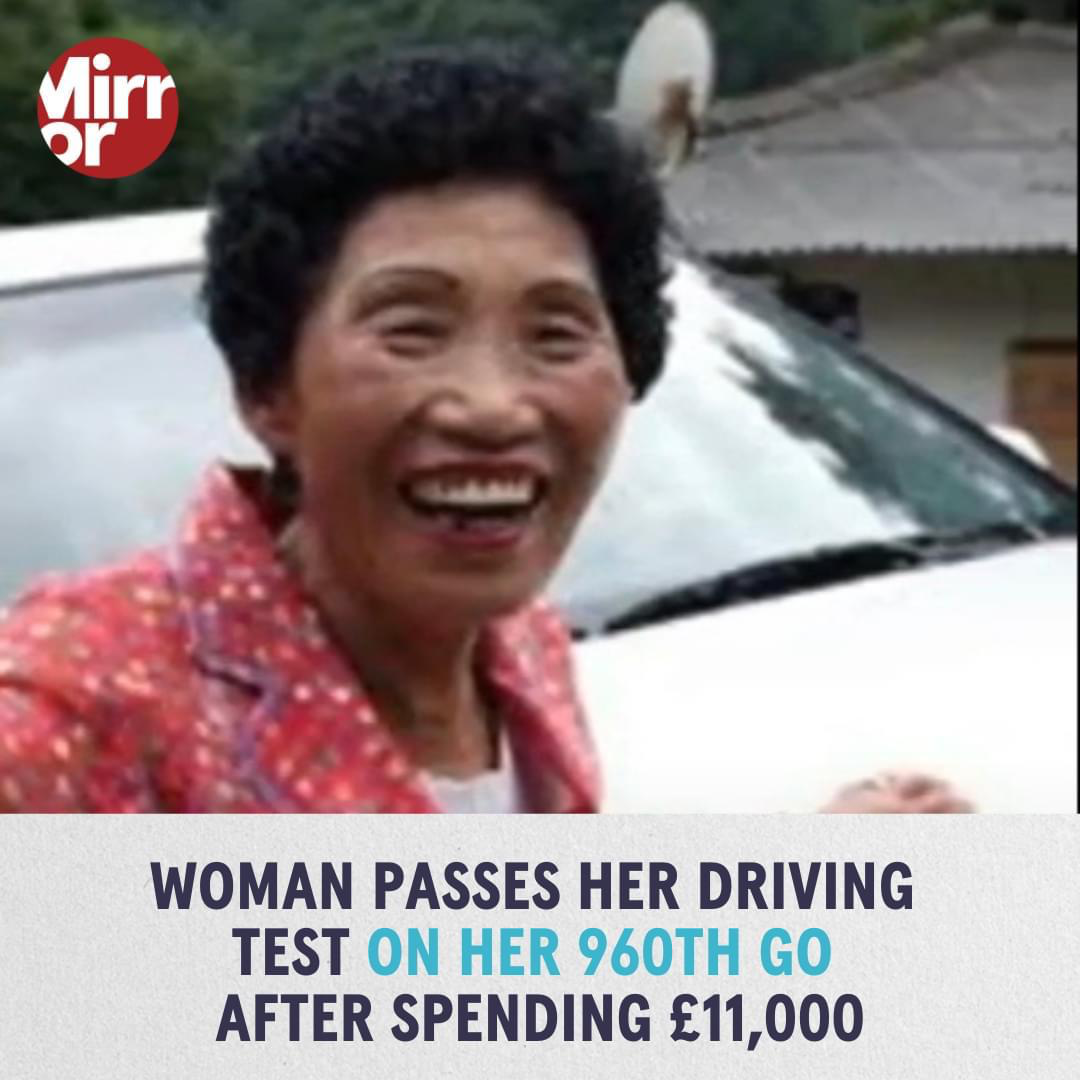 Mirr
or
WOMAN PASSES HER DRIVING
TEST ON HER 960TH GO
AFTER SPENDING £11,000